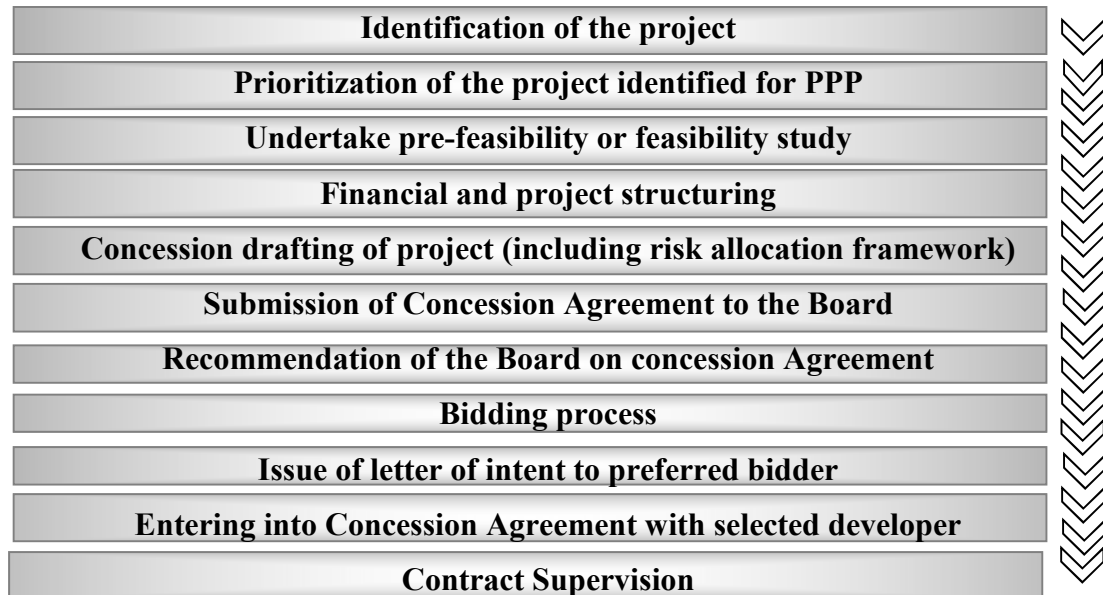 Identification of the project
Prioritization of the project identified for PPP
Undertake pre-feasibility or feasibility study
Financial and project structuring
Concession drafting of project (including risk allocation framework)
Submission of Concession Agreement to the Board
Recommendation of the Board on concession Agreement
Bidding process
Issue of letter of intent to preferred bidder
Entering into Concession Agreement with selected developer
Contract Supervision